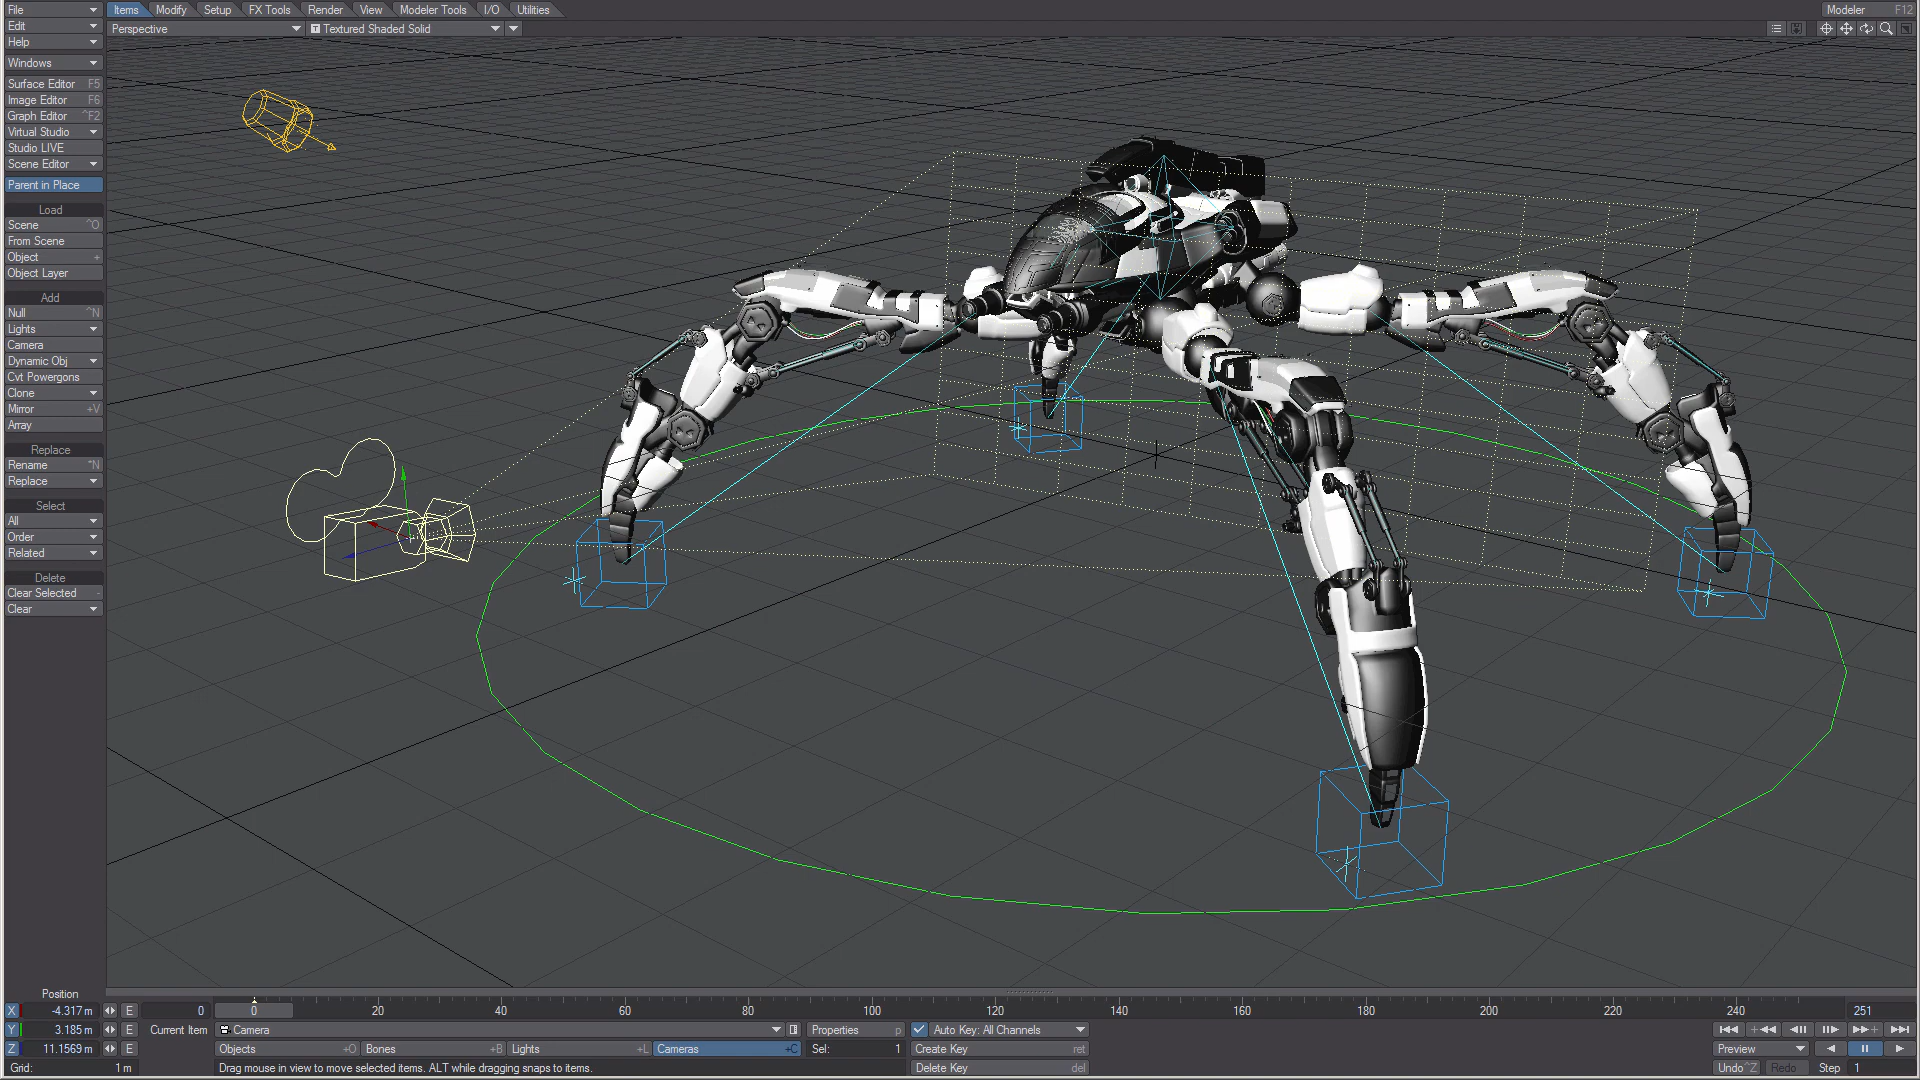 File
Edit
Help
Windows
Surface Editor F5
Image Editor F6
Graph Editor ^F2
Virtual Studio
Studio LIVE
Scene Editor
Parent in Place
Load
Scene ^O
From Scene
Object +
Object Layer
Add
Null ^N
Lights
Camera
Dynamic Obj
Cvt Powergons
Clone
Mirror +V
Array
Replace
Rename ^N
Replace
Select
All
Order
Related
Delete
Clear Selected -
Clear
Items Modify Setup FX Tools Render View Modeler Tools I/O Utilities Modeler F12
Perspective T Textured Shaded Solid
Position
X -4.317 m E 0 0 20 40 60 80 100 120 140 160 180 200 220 240 251
Y 3.185 m E Current Item Camera Properties p Auto Key: All Channels
Z 11.1569 m E Objects +O Bones +B Lights +L Cameras +C Sel: 1 Create Key ret Preview
Grid: 1 m Drag mouse in view to move selected items. ALT while dragging snaps to items. Delete Key del Undo ^Z Redo Step 1